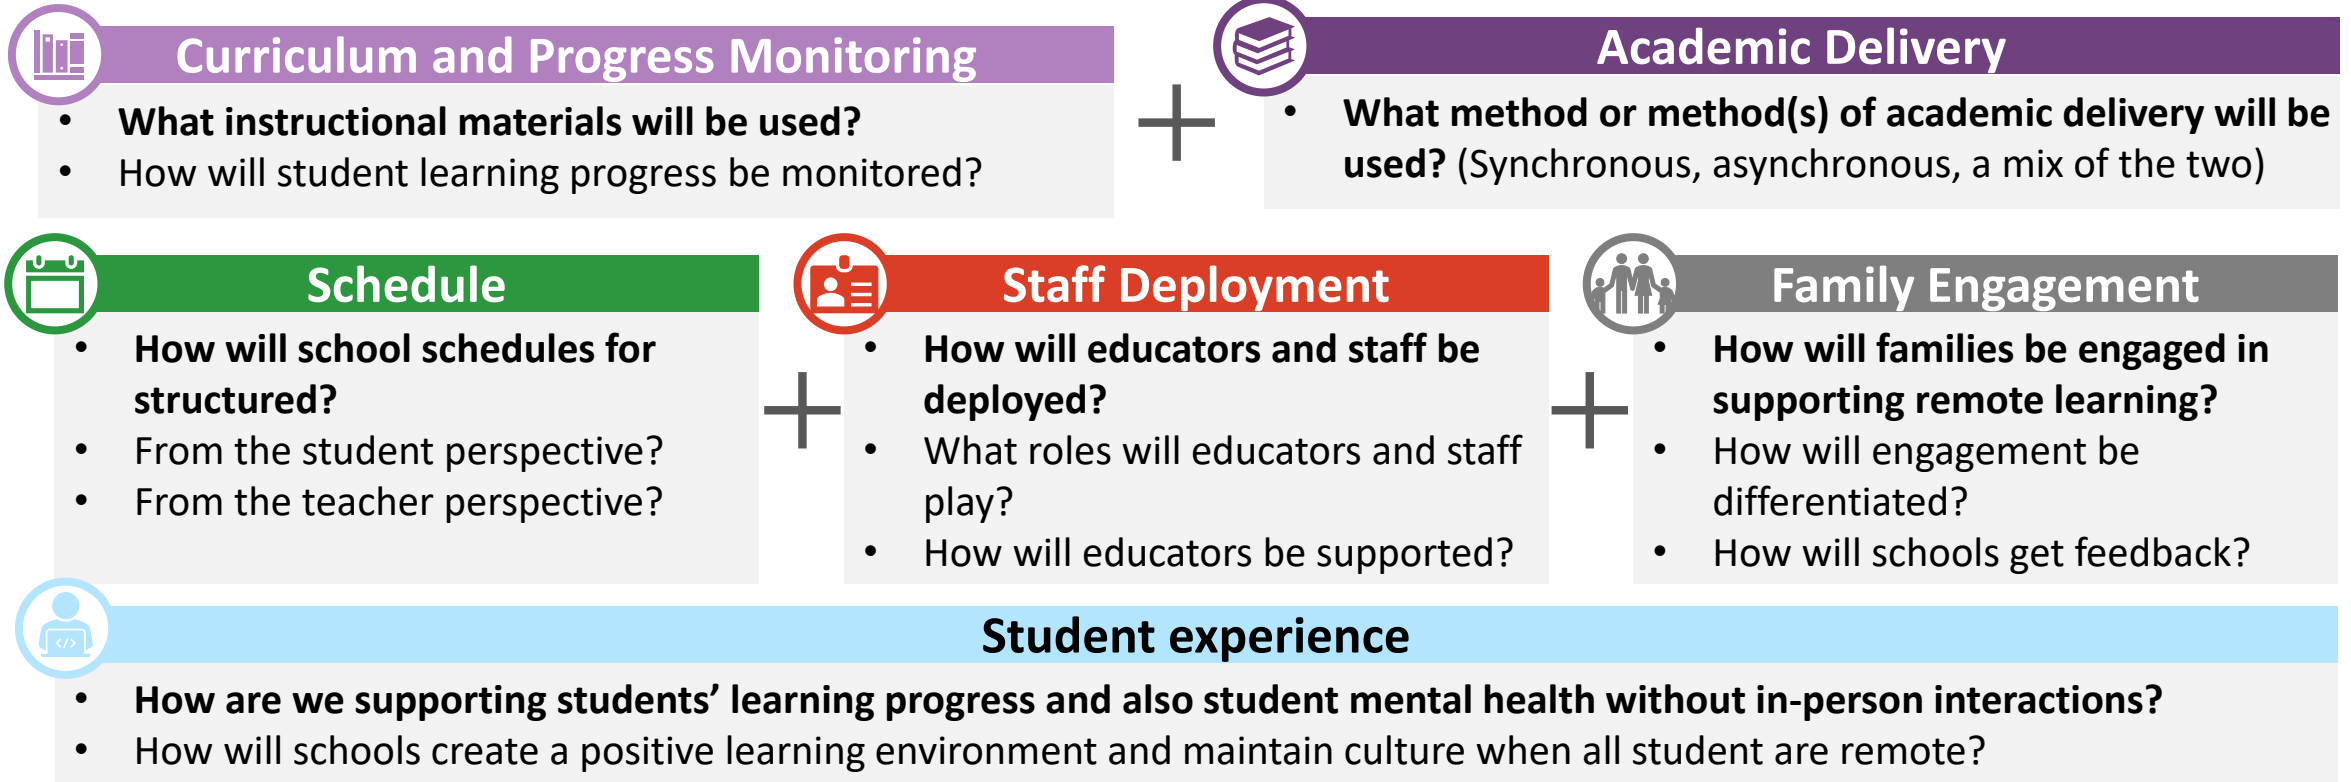 Curriculum and Progress Monitoring
• What instructional materials will be used?
• How will student learning progress be monitored?
Academic Delivery
• What method or method(s) of academic delivery will be
used? (Synchronous, asynchronous, a mix of the two)
Schedule
• How will school schedules for
structured?
• From the student perspective?
• From the teacher perspective?
Staff Deployment
• How will educators and staff be
deployed?
• What roles will educators and staff
play?
• How will educators be supported?
Family Engagement
• How will families be engaged in
supporting remote learning?
• How will engagement be
differentiated?
• How will schools get feedback?
Student experience
• How are we supporting students’ learning progress and also student mental health without in-person interactions?
• How will schools create a positive learning environment and maintain culture when all student are remote?